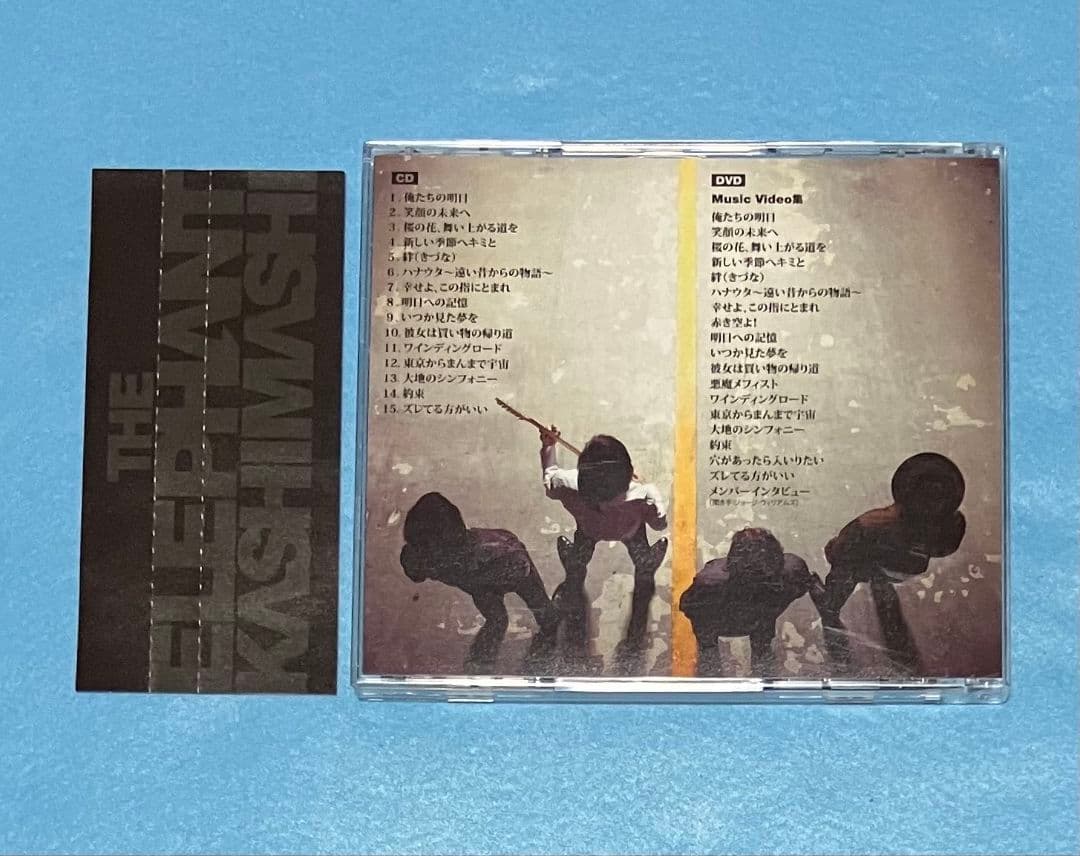 THE
ELEPHANT
KASHIMASHI
CD
1. 俺たちの明日
2. 笑顔の未来へ
3. 桜の花、舞い上がる道を
4. 新しい季節へキミと
5. 絆(きづな)
6. ハナウタ〜遠い昔からの物語〜
7. 幸せよ、この指にとまれ
8. 明日への記憶
9. いつか見た夢を
10. 彼女は買い物の帰り道
11. ワインディングロード
12. 東京からまんまで宇宙
13. 大地のシンフォニー
14. 約束
15. ズレてる方がいい
DVD
Music Video集
俺たちの明日
笑顔の未来へ
桜の花、舞い上がる道を
新しい季節へキミと
絆(きづな)
ハナウタ〜遠い昔からの物語〜
幸せよ、この指にとまれ
赤き空よ!
明日への記憶
いつか見た夢を
彼女は買い物の帰り道
悪魔メフィスト
ワインディングロード
東京からまんまで宇宙
大地のシンフォニー
約束
穴があったら入いりたい
ズレてる方がいい
メンバーインタビュー
(聞き手:ジョージ・ウィリアムズ)